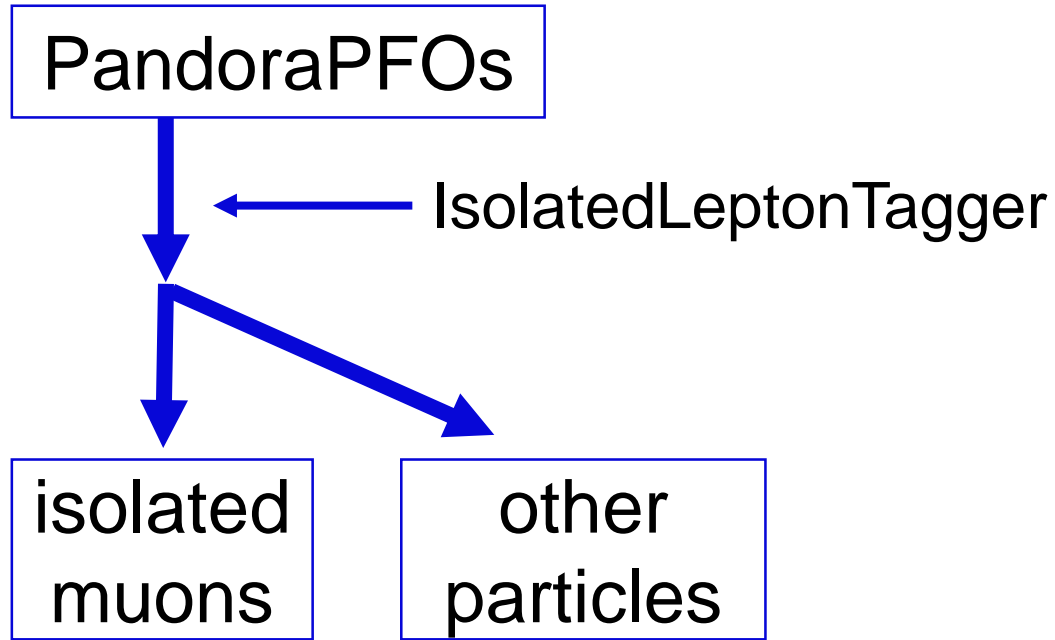 PandoraPFOs
IsolatedLeptonTagger
isolated
muons
other
particles